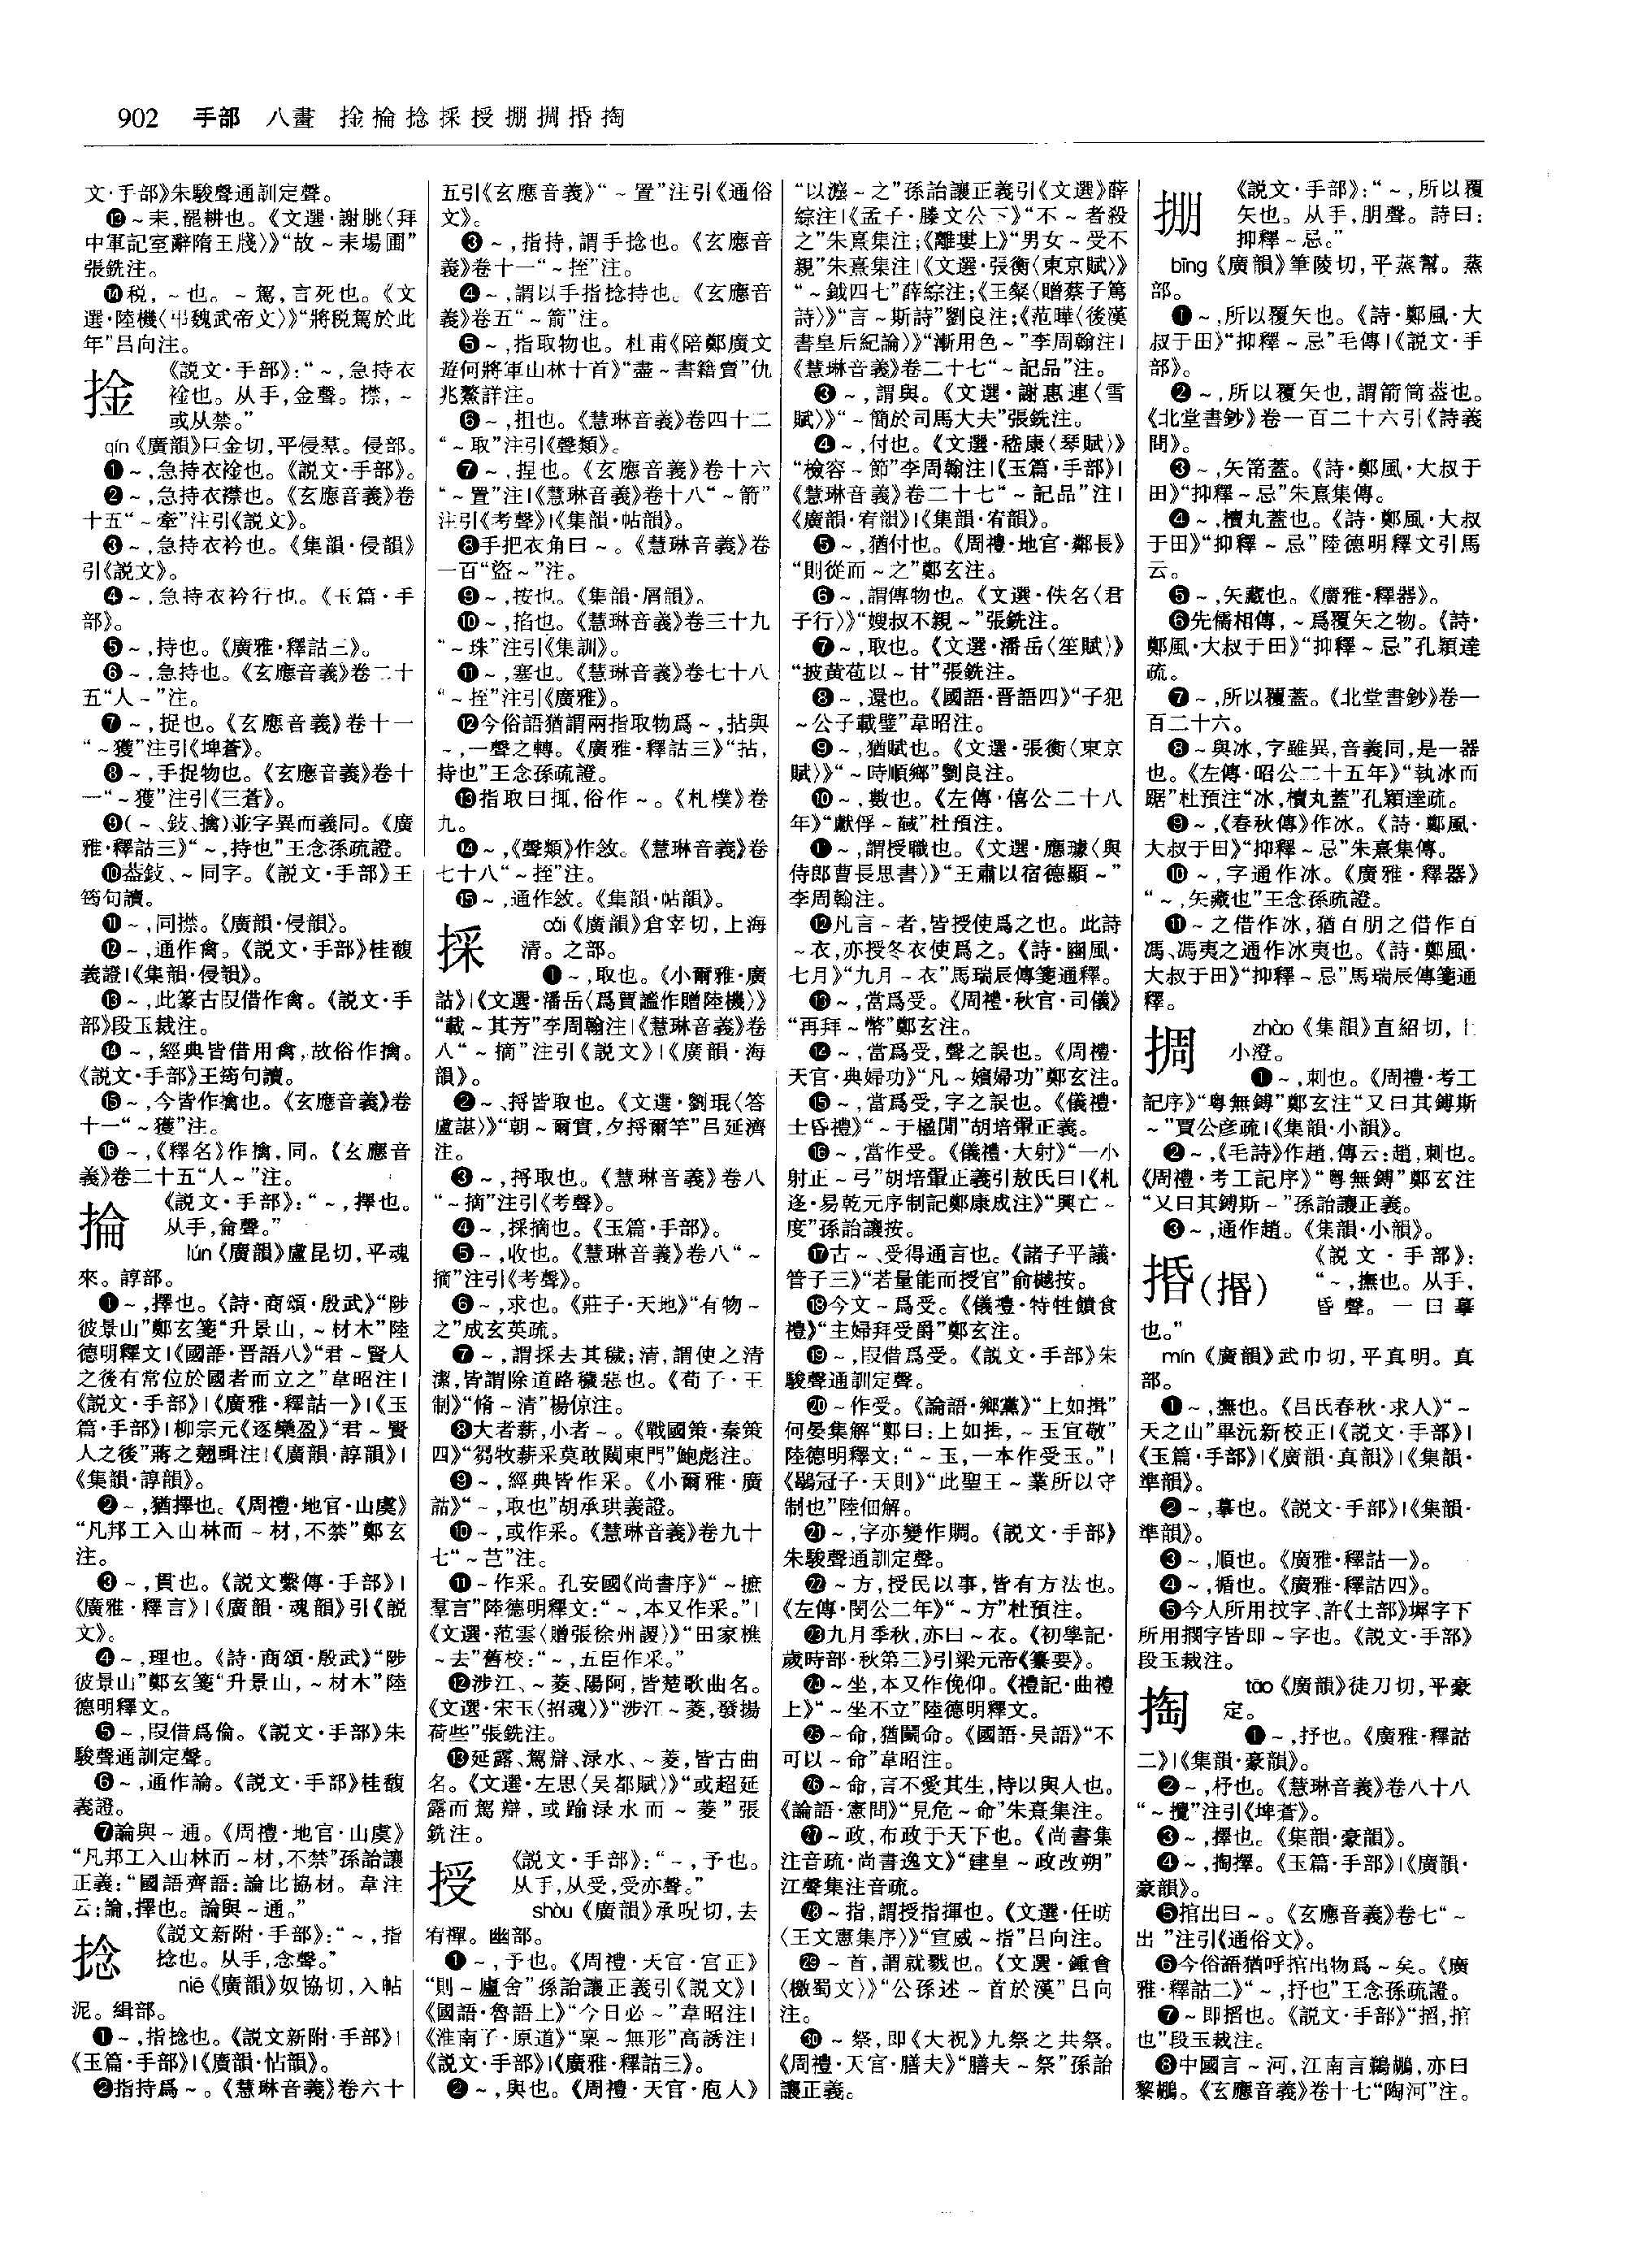 902 手部 八畫 捦掄捻採授掤㨄捪掏
文·手部》朱駿聲通訓定聲。
⓭～耒,罷耕也。《文選·謝朓〈拜
中軍記室辭隋王牋〉》“故～耒場圃”
張銑注。
⓮税,～也。～駕,言死也。《文
選·陸機〈弔魏武帝文〉》“將税駕於此
年”吕向注。
捦
《説文·手部》:“～,急持衣
䘳也。从手,金聲。㩒,～
或从禁。”
qín《廣韻》巨金切,平侵羣。侵部。
❶～,急持衣䘳也。《説文·手部》。
❷～,急持衣襟也。《玄應音義》卷
十五“～牽”注引《説文》。
❸～,急持衣衿也。《集韻·侵韻》
引《説文》。
❹～,急持衣衿行也。《玉篇·手
部》。
❺～,持也。《廣雅·釋詁三》。
❻～,急持也。《玄應音義》卷二十
五“人～”注。
❼～,捉也。《玄應音義》卷十一
“～獲”注引《埤蒼》。
❽～,手捉物也。《玄應音義》卷十
一“～獲”注引《三蒼》。
❾(～、鈙、擒)並字異而義同。《廣
雅·釋詁三》“～,持也”王念孫疏證。
❿蓋鈙、～同字。《説文·手部》王
筠句讀。
⓫～,同㩒。《廣韻·侵韻》。
⓬～,通作禽。《説文·手部》桂馥
義證|《集韻·侵韻》。
⓭～,此篆古叚借作禽。《説文·手
部》段玉裁注。
⓮～,經典皆借用禽,故俗作擒。
《説文·手部》王筠句讀。
⓯～,今皆作擒也。《玄應音義》卷
十一“～獲”注。
⓰～,《釋名》作擒,同。《玄應音
義》卷二十五“人～”注。
掄
《説文·手部》:“～,擇也。
从手,侖聲。”
lún《廣韻》盧昆切,平魂
來。諄部。
❶～,擇也。《詩·商頌·殷武》“陟
彼景山”鄭玄箋“升景山,～材木”陸
德明釋文|《國語·晋語八》“君～賢人
之後有常位於國者而立之”韋昭注|
《説文·手部》|《廣雅·釋詁一》|《玉
篇·手部》|柳宗元《逐欒盈》“君～賢
人之後”蔣之翹輯注|《廣韻·諄韻》|
《集韻·諄韻》。
❷～,猶擇也。《周禮·地官·山虞》
“凡邦工入山林而～材,不禁”鄭玄
注。
❸～,貫也。《説文繫傳·手部》|
《廣雅·釋言》|《廣韻·魂韻》引《説
文》。
❹～,理也。《詩·商頌·殷武》“陟
彼景山”鄭玄箋“升景山,～材木”陸
德明釋文。
❺～,叚借爲倫。《説文·手部》朱
駿聲通訓定聲。
❻～,通作論。《説文·手部》桂馥
義證。
❼論與～通。《周禮·地官·山虞》
“凡邦工入山林而～材,不禁”孫詒讓
正義:“國語齊語:論比協材。韋注
云:論,擇也。論與～通。”
捻
《説文新附·手部》:“～,指
捻也。从手,念聲。”
niē《廣韻》奴協切,入帖
泥。緝部。
❶～,指捻也。《説文新附·手部》|
《玉篇·手部》|《廣韻·帖韻》。
❷指持爲～。《慧琳音義》卷六十
五引《玄應音義》“～置”注引《通俗
文》。
❸～,指持,謂手捻也。《玄應音
義》卷十一“～挃”注。
❹～,謂以手指捻持也。《玄應音
義》卷五“～箭”注。
❺～,指取物也。杜甫《陪鄭廣文
遊何將軍山林十首》“盡～書籍賣”仇
兆鰲詳注。
❻～,抯也。《慧琳音義》卷四十二
“～取”注引《聲類》。
❼～,捏也。《玄應音義》卷十六
“～置”注|《慧琳音義》卷十八“～箭”
注引《考聲》|《集韻·帖韻》。
❽手把衣角曰～。《慧琳音義》卷
一百“盜～”注。
❾～,按也。《集韻·屑韻》。
❿～,掐也。《慧琳音義》卷三十九
“～珠”注引《集訓》。
⓫～,塞也。《慧琳音義》卷七十八
“～挃”注引《廣雅》。
⓬今俗語猶謂兩指取物爲～,拈與
～,一聲之轉。《廣雅·釋詁三》“拈,
持也”王念孫疏證。
⓭指取曰㨎,俗作～。《札樸》卷
九。
⓮～,《聲類》作敜。《慧琳音義》卷
七十八“～挃”注。
⓯～,通作敜。《集韻·帖韻》。
採
cǎi《廣韻》倉宰切,上海
清。之部。
❶～,取也。《小爾雅·廣
詁》|《文選·潘岳〈爲賈謐作贈陸機〉》
“載～其芳”李周翰注|《慧琳音義》卷
八“～摘”注引《説文》|《廣韻·海
韻》。
❷～、捋皆取也。《文選·劉琨〈答
盧諶〉》“朝～爾實,夕捋爾竿”吕延濟
注。
❸～,捋取也。《慧琳音義》卷八
“～摘”注引《考聲》。
❹～,採摘也。《玉篇·手部》。
❺～,收也。《慧琳音義》卷八“～
摘”注引《考聲》。
❻～,求也。《莊子·天地》“有物～
之”成玄英疏。
❼～,謂採去其穢;清,謂使之清
潔,皆謂除道路穢惡也。《荀子·王
制》“脩～清”楊倞注。
❽大者薪,小者～。《戰國策·秦策
四》“芻牧薪采莫敢闚東門”鮑彪注。
❾～,經典皆作采。《小爾雅·廣
詁》“～,取也”胡承珙義證。
❿～,或作采。《慧琳音義》卷九十
七“～芑”注。
⓫～作采。孔安國《尚書序》“～摭
羣言”陸德明釋文:“～,本又作采。”|
《文選·范雲〈贈張徐州謖〉》“田家樵
～去”舊校:“～,五臣作采。”
⓬涉江、～菱、陽阿,皆楚歌曲名。
《文選·宋玉〈招魂〉》“涉江～菱,發揚
荷些”張銑注。
⓭延露、駕辯、渌水、～菱,皆古曲
名。《文選·左思〈吴都賦〉》“或超延
露而駕辯,或踰渌水而～菱”張
銑注。
授
《説文·手部》:“～,予也。
从手,从受,受亦聲。”
shòu《廣韻》承呪切,去
宥禪。幽部。
❶～,予也。《周禮·天官·宫正》
“則～廬舍”孫詒讓正義引《説文》|
《國語·魯語上》“今日必～”韋昭注|
《淮南子·原道》“稟～無形”高誘注|
《説文·手部》|《廣雅·釋詁三》。
❷～,與也。《周禮·天官·庖人》
“以灋～之”孫詒讓正義引《文選》薛
綜注|《孟子·滕文公下》“不～者殺
之”朱熹集注;《離婁上》“男女～受不
親”朱熹集注|《文選·張衡〈東京賦〉》
“～鉞四七”薛綜注;《王粲〈贈蔡子篤
詩〉》“言～斯詩”劉良注;《范曄〈後漢
書皇后紀論〉》“漸用色～”李周翰注|
《慧琳音義》卷二十七“～記品”注。
❸～,謂與。《文選·謝惠連〈雪
賦〉》“～簡於司馬大夫”張銑注。
❹～,付也。《文選·嵇康〈琴賦〉》
“檢容～節”李周翰注|《玉篇·手部》|
《慧琳音義》卷二十七“～記品”注|
《廣韻·宥韻》|《集韻·宥韻》。
❺～,猶付也。《周禮·地官·鄰長》
“則從而～之”鄭玄注。
❻～,謂傳物也。《文選·佚名〈君
子行〉》“嫂叔不親～”張銑注。
❼～,取也。《文選·潘岳〈笙賦〉》
“披黄苞以～甘”張銑注。
❽～,還也。《國語·晋語四》“子犯
～公子載璧”韋昭注。
❾～,猶賦也。《文選·張衡〈東京
賦〉》“～時順鄉”劉良注。
❿～,數也。《左傳·僖公二十八
年》“獻俘～馘”杜預注。
⓫～,謂授職也。《文選·應璩〈與
侍郎曹長思書〉》“王肅以宿德顯～”
李周翰注。
⓬凡言～者,皆授使爲之也。此詩
～衣,亦授冬衣使爲之。《詩·豳風·
七月》“九月～衣”馬瑞辰傳箋通釋。
⓭～,當爲受。《周禮·秋官·司儀》
“再拜～幣”鄭玄注。
⓮～,當爲受,聲之誤也。《周禮·
天官·典婦功》“凡～嬪婦功”鄭玄注。
⓯～,當爲受,字之誤也。《儀禮·
士昏禮》“～于楹閒”胡培翬正義。
⓰～,當作受。《儀禮·大射》“一小
射正～弓”胡培翬正義引敖氏曰|《札
迻·易乾元序制記鄭康成注》“興亡～
度”孫詒讓按。
⓱古～、受得通言也。《諸子平議·
管子三》“若量能而授官”俞樾按。
⓲今文～爲受。《儀禮·特牲饋食
禮》“主婦拜受爵”鄭玄注。
⓳～,叚借爲受。《説文·手部》朱
駿聲通訓定聲。
⓴～作受。《論語·鄉黨》“上如揖”
何晏集解“鄭曰:上如揖,～玉宜敬”
陸德明釋文:“～玉,一本作受玉。”|
《鶡冠子·天則》“此聖王～業所以守
制也”陸佃解。
㉑～,字亦變作賙。《説文·手部》
朱駿聲通訓定聲。
㉒～方,授民以事,皆有方法也。
《左傳·閔公二年》“～方”杜預注。
㉓九月季秋,亦曰～衣。《初學記·
歲時部·秋第三》引梁元帝《纂要》。
㉔～坐,本又作俛仰。《禮記·曲禮
上》“～坐不立”陸德明釋文。
㉕～命,猶鬭命。《國語·吴語》“不
可以～命”韋昭注。
㉖～命,言不愛其生,持以與人也。
《論語·憲問》“見危～命”朱熹集注。
㉗～政,布政于天下也。《尚書集
注音疏·尚書逸文》“建皇～政改朔”
江聲集注音疏。
㉘～指,謂授指揮也。《文選·任昉
〈王文憲集序〉》“宣威～指”吕向注。
㉙～首,謂就戮也。《文選·鍾會
〈檄蜀文〉》“公孫述～首於漢”吕向
注。
㉚～祭,即《大祝》九祭之共祭。
《周禮·天官·膳夫》“膳夫～祭”孫詒
讓正義。
掤
《説文·手部》:“～,所以覆
矢也。从手,朋聲。詩曰:
抑釋～忌。”
bīng《廣韻》筆陵切,平蒸幫。蒸
部。
❶～,所以覆矢也。《詩·鄭風·大
叔于田》“抑釋～忌”毛傳|《説文·手
部》。
❷～,所以覆矢也,謂箭筒蓋也。
《北堂書鈔》卷一百二十六引《詩義
問》。
❸～,矢筩蓋。《詩·鄭風·大叔于
田》“抑釋～忌”朱熹集傳。
❹～,櫝丸蓋也。《詩·鄭風·大叔
于田》“抑釋～忌”陸德明釋文引馬
云。
❺～,矢藏也。《廣雅·釋器》。
❻先儒相傳,～爲覆矢之物。《詩·
鄭風·大叔于田》“抑釋～忌”孔穎達
疏。
❼～,所以覆蓋。《北堂書鈔》卷一
百二十六。
❽～與冰,字雖異,音義同,是一器
也。《左傳·昭公二十五年》“執冰而
踞”杜預注“冰,櫝丸蓋”孔穎達疏。
❾～,《春秋傳》作冰。《詩·鄭風·
大叔于田》“抑釋～忌”朱熹集傳。
❿～,字通作冰。《廣雅·釋器》
“～,矢藏也”王念孫疏證。
⓫～之借作冰,猶百朋之借作百
馮、馮夷之通作冰夷也。《詩·鄭風·
大叔于田》“抑釋～忌”馬瑞辰傳箋通
釋。
㨄
zhào《集韻》直紹切,上
小澄。
❶～,刺也。《周禮·考工
記序》“粤無鎛”鄭玄注“又曰其鎛斯
～”賈公彦疏|《集韻·小韻》。
❷～,《毛詩》作趙,傳云:趙,刺也。
《周禮·考工記序》“粤無鎛”鄭玄注
“又曰其鎛斯～”孫詒讓正義。
❸～,通作趙。《集韻·小韻》。
捪(㨉)
《説文·手部》:
“～,撫也。从手,
昏聲。一曰摹
也。”
mín《廣韻》武巾切,平真明。真
部。
❶～,撫也。《吕氏春秋·求人》“～
天之山”畢沅新校正|《説文·手部》|
《玉篇·手部》|《廣韻·真韻》|《集韻·
準韻》。
❷～,摹也。《説文·手部》|《集韻·
準韻》。
❸～,順也。《廣雅·釋詁一》。
❹～,循也。《廣雅·釋詁四》。
❺今人所用抆字、許《土部》墀字下
所用㨉字皆即～字也。《説文·手部》
段玉裁注。
掏
tāo《廣韻》徒刀切,平豪
定。
❶～,抒也。《廣雅·釋詁
二》|《集韻·豪韻》。
❷～,杼也。《慧琳音義》卷八十八
“～攪”注引《埤蒼》。
❸～,擇也。《集韻·豪韻》。
❹～,掏擇。《玉篇·手部》|《廣韻·
豪韻》。
❺掐出曰～。《玄應音義》卷七“～
出”注引《通俗文》。
❻今俗語猶呼掐出物爲～矣。《廣
雅·釋詁二》“～,抒也”王念孫疏證。
❼～即搯也。《説文·手部》“搯,掐
也”段玉裁注。
❽中國言～河,江南言鵜鶘,亦曰
黎鶘。《玄應音義》卷十七“陶河”注。